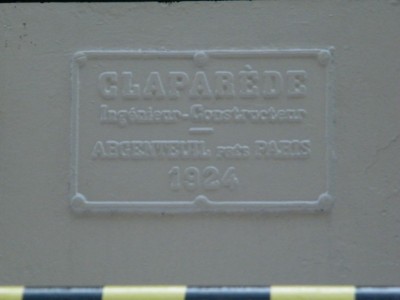 CLAPARÈDE
Ingénieur-Constructeur
ARGENTEUIL, près PARIS
1924